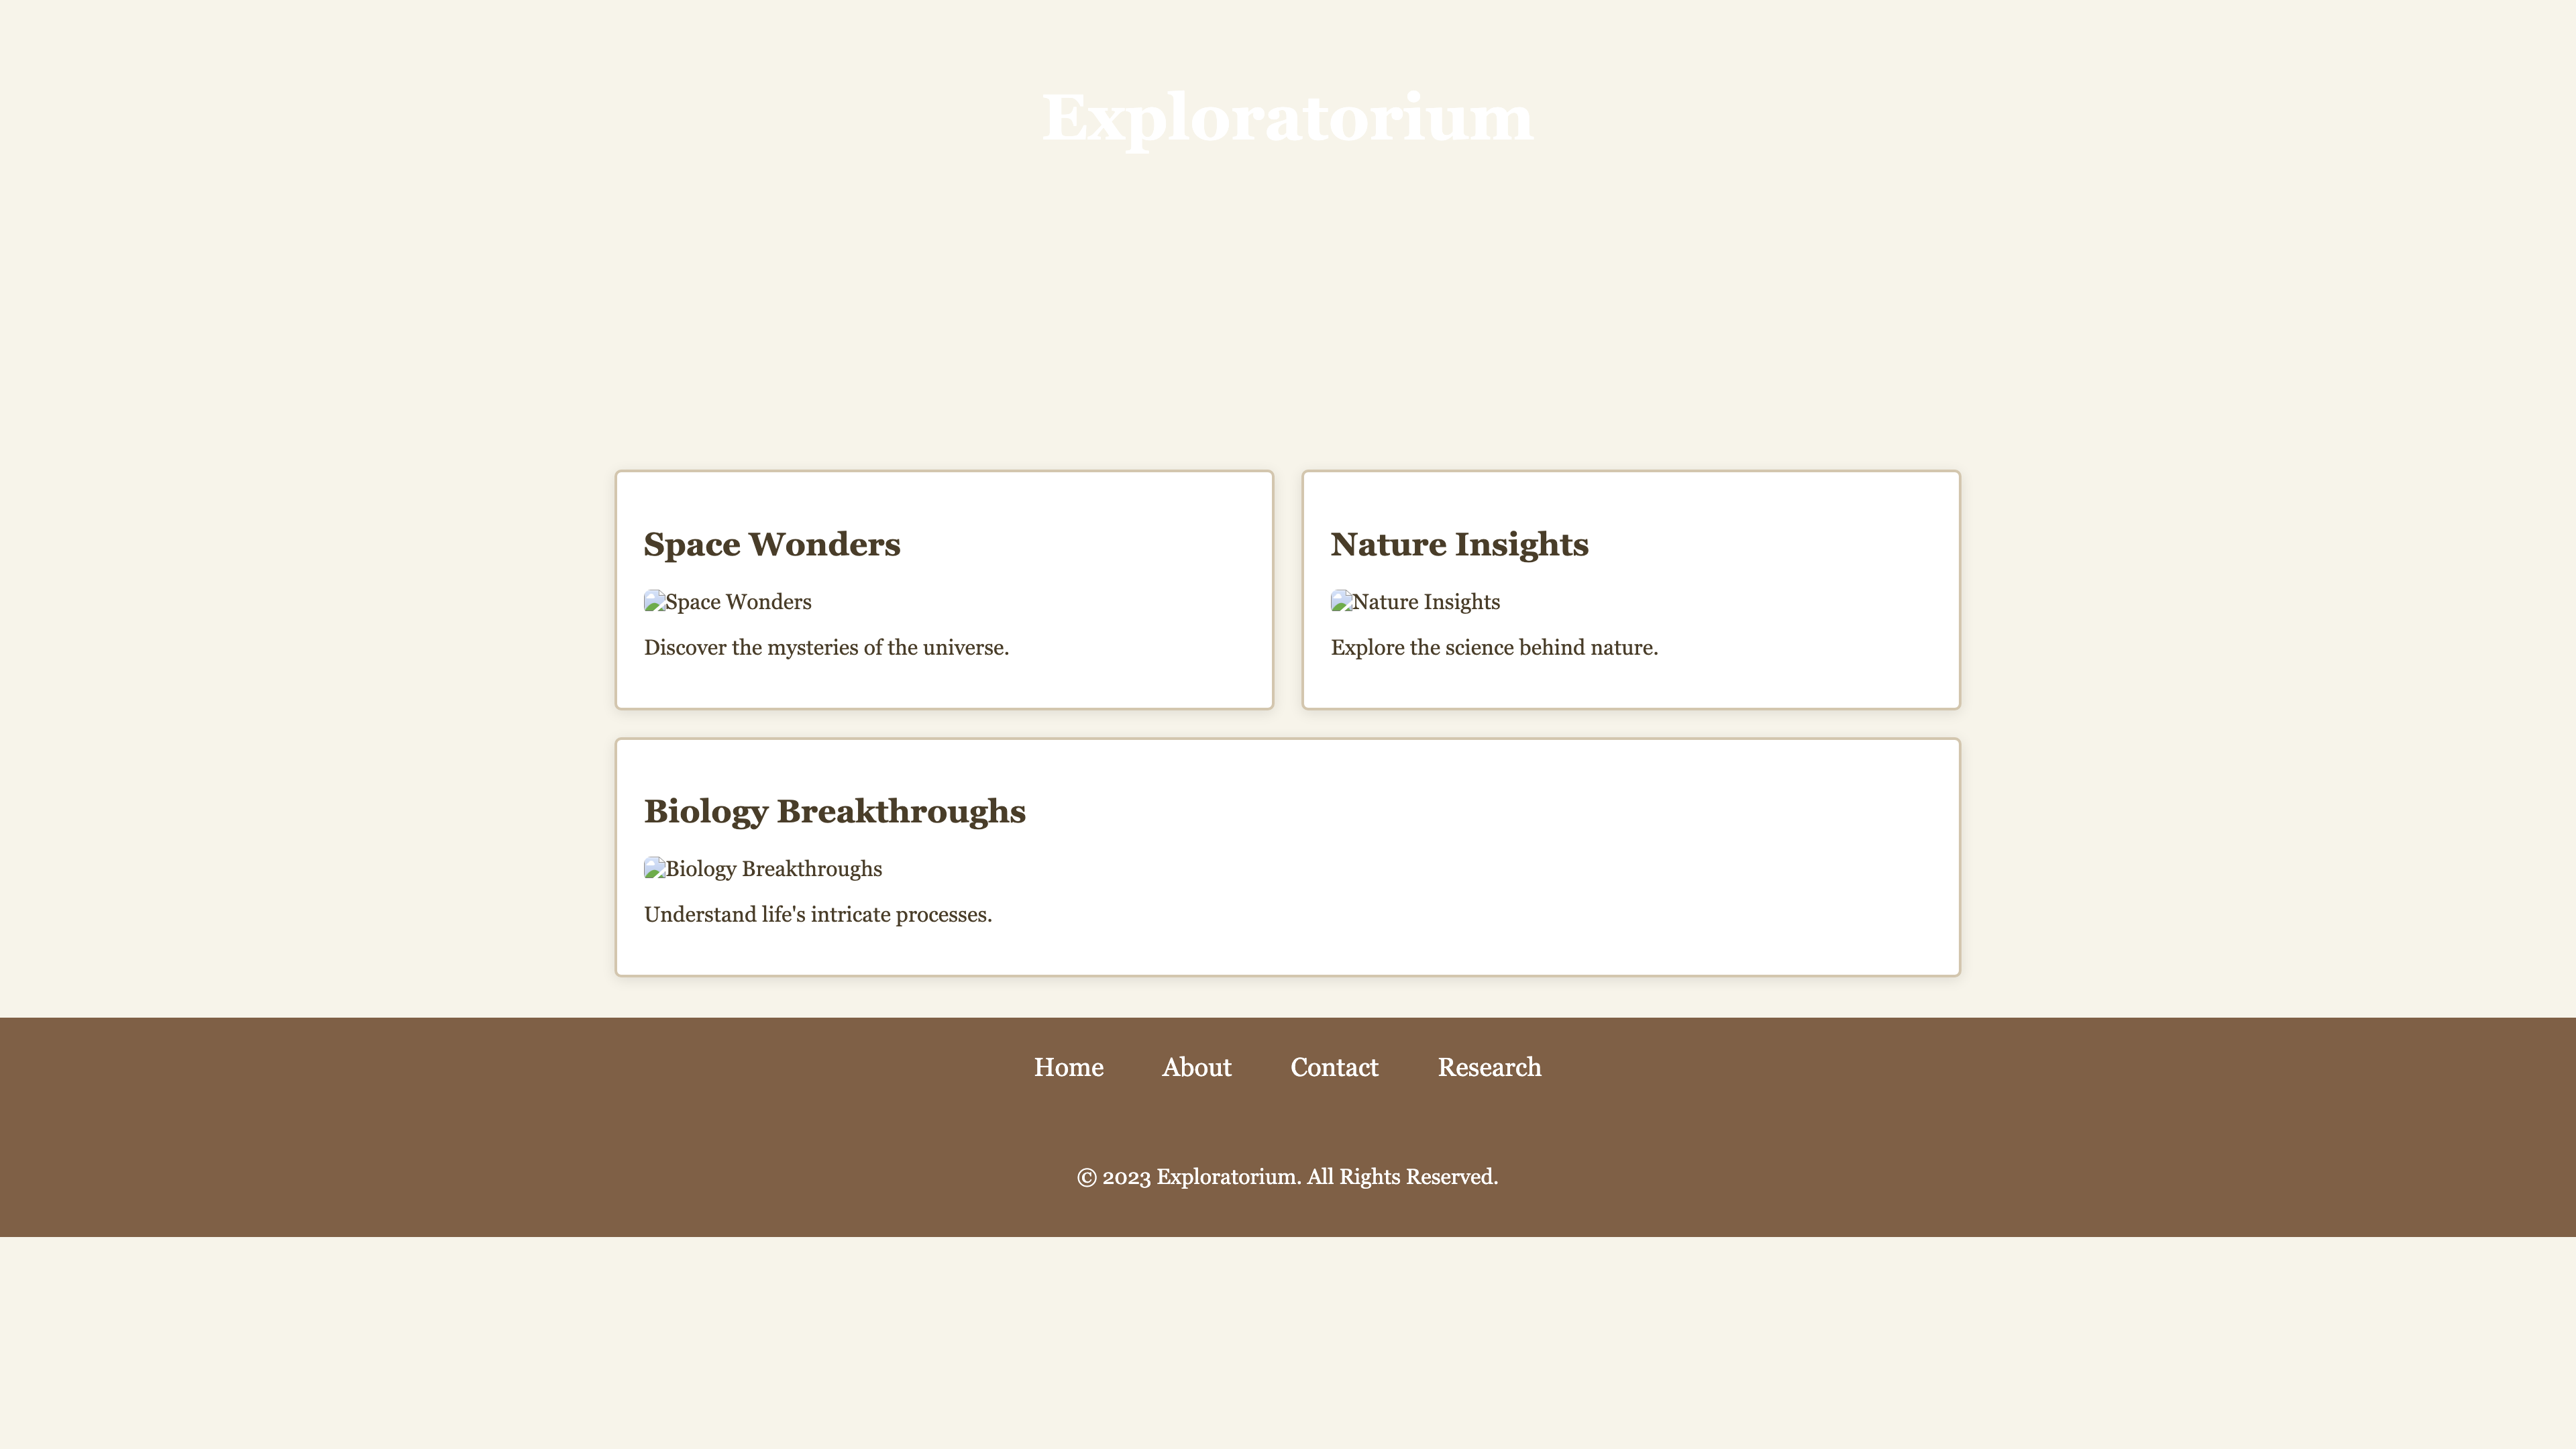 Exploratorium
Space Wonders
Space Wonders
Discover the mysteries of the universe.
Nature Insights
Nature Insights
Explore the science behind nature.
Biology Breakthroughs
Biology Breakthroughs
Understand life's intricate processes.
Home About Contact Research
© 2023 Exploratorium. All Rights Reserved.